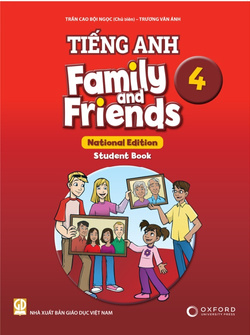 TRẦN CAO BỘI NGỌC (Chủ biên) – TRƯƠNG VĂN ÁNH
TIẾNG ANH
Family and
Friends
4
National Edition
Student Book
NHÀ XUẤT BẢN GIÁO DỤC VIỆT NAM
OXFORD
UNIVERSITY PRESS